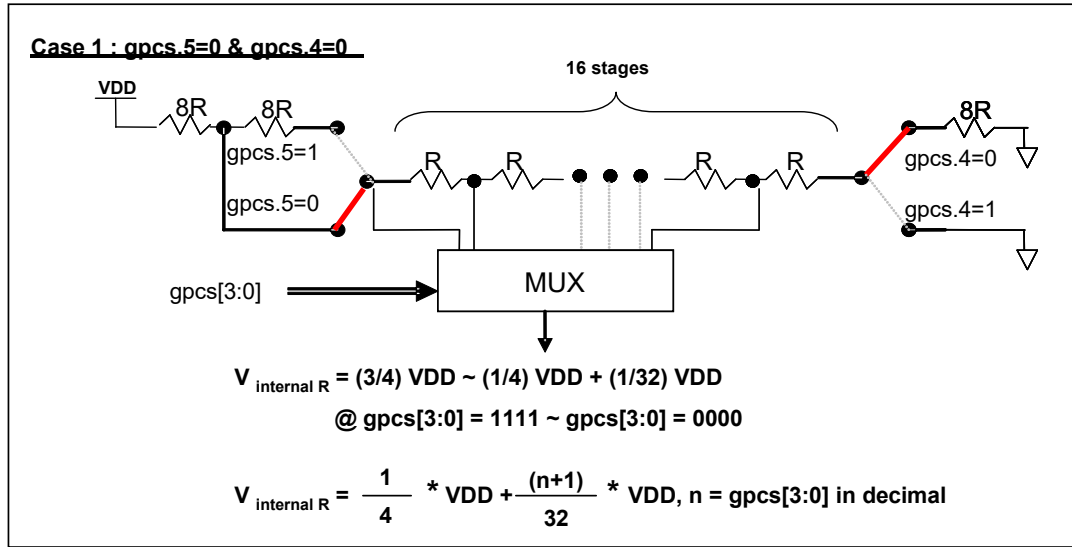 Case 1 : gpcs.5=0 & gpcs.4=0
16 stages
VDD
8R 8R 8R
gpcs.5=1 R R R R gpcs.4=0
gpcs.5=0 gpcs.4=1
MUX
gpcs[3:0]
V internal R = (3/4) VDD ~ (1/4) VDD + (1/32) VDD
@ gpcs[3:0] = 1111 ~ gpcs[3:0] = 0000
V internal R = 1/4 * VDD + (n+1)/32 * VDD, n = gpcs[3:0] in decimal